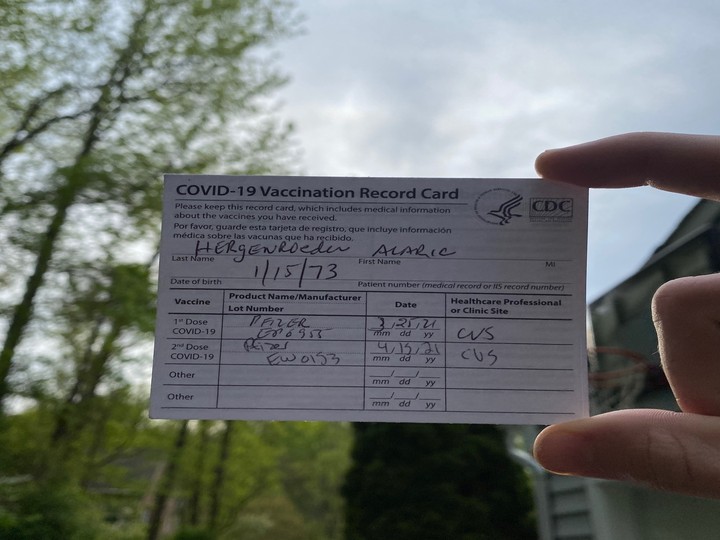 COVID-19 Vaccination Record Card
CDC
Please keep this record card, which includes medical information
about the vaccines you have received.
Por favor, guarde esta tarjeta de registro, que incluye información
médica sobre las vacunas que ha recibido.
HERGENROEDER ALARIC
Last Name First Name MI
1/15/73
Date of birth Patient number (medical record or IIS record number)
Vaccine Product Name/Manufacturer Date Healthcare Professional
Lot Number or Clinic Site
1st Dose PFIZER 3/25/21 CVS
COVID-19 mm dd yy
2nd Dose Pfizer 4/15/21 CVS
COVID-19 EW0153 mm dd yy
Other
mm dd yy
Other
mm dd yy